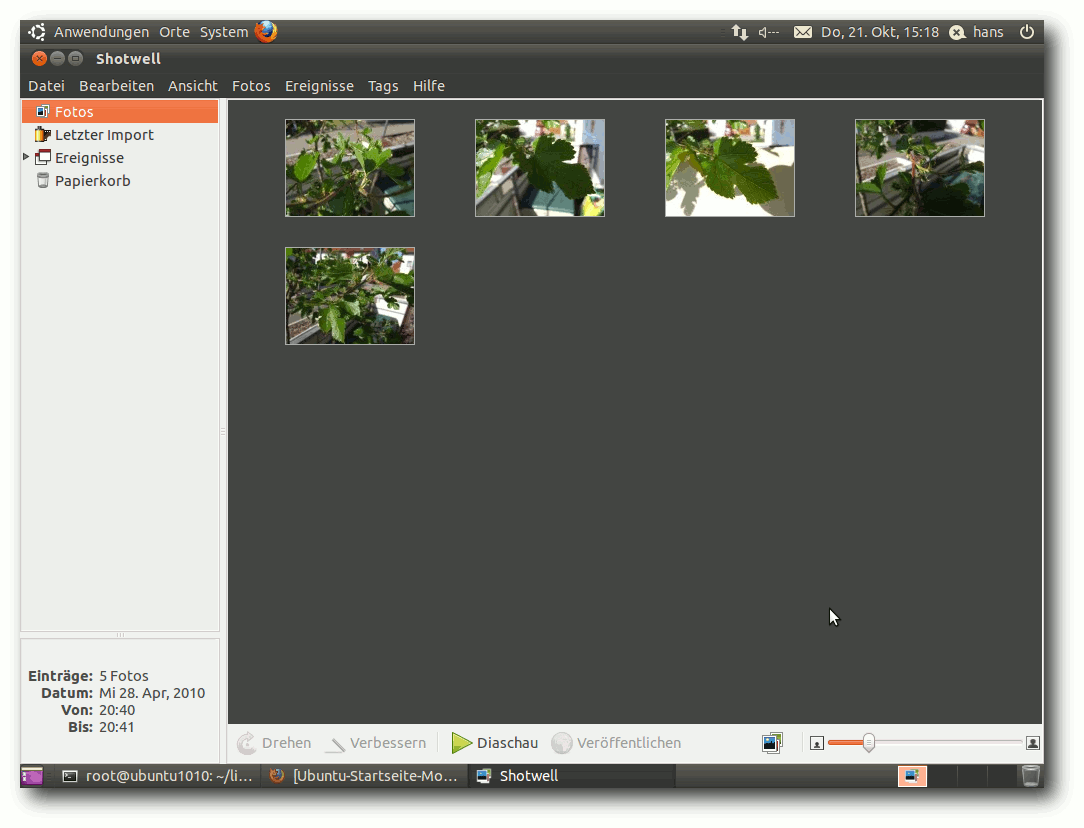 Anwendungen Orte System Do, 21. Okt, 15:18 hans
Shotwell
Datei Bearbeiten Ansicht Fotos Ereignisse Tags Hilfe
Fotos
Letzter Import
Ereignisse
Papierkorb
Einträge: 5 Fotos
Datum: Mi 28. Apr, 2010
Von: 20:40
Bis: 20:41
Drehen Verbessern Diaschau Veröffentlichen
root@ubuntu1010: ~/li... [Ubuntu-Startseite-Mo... Shotwell